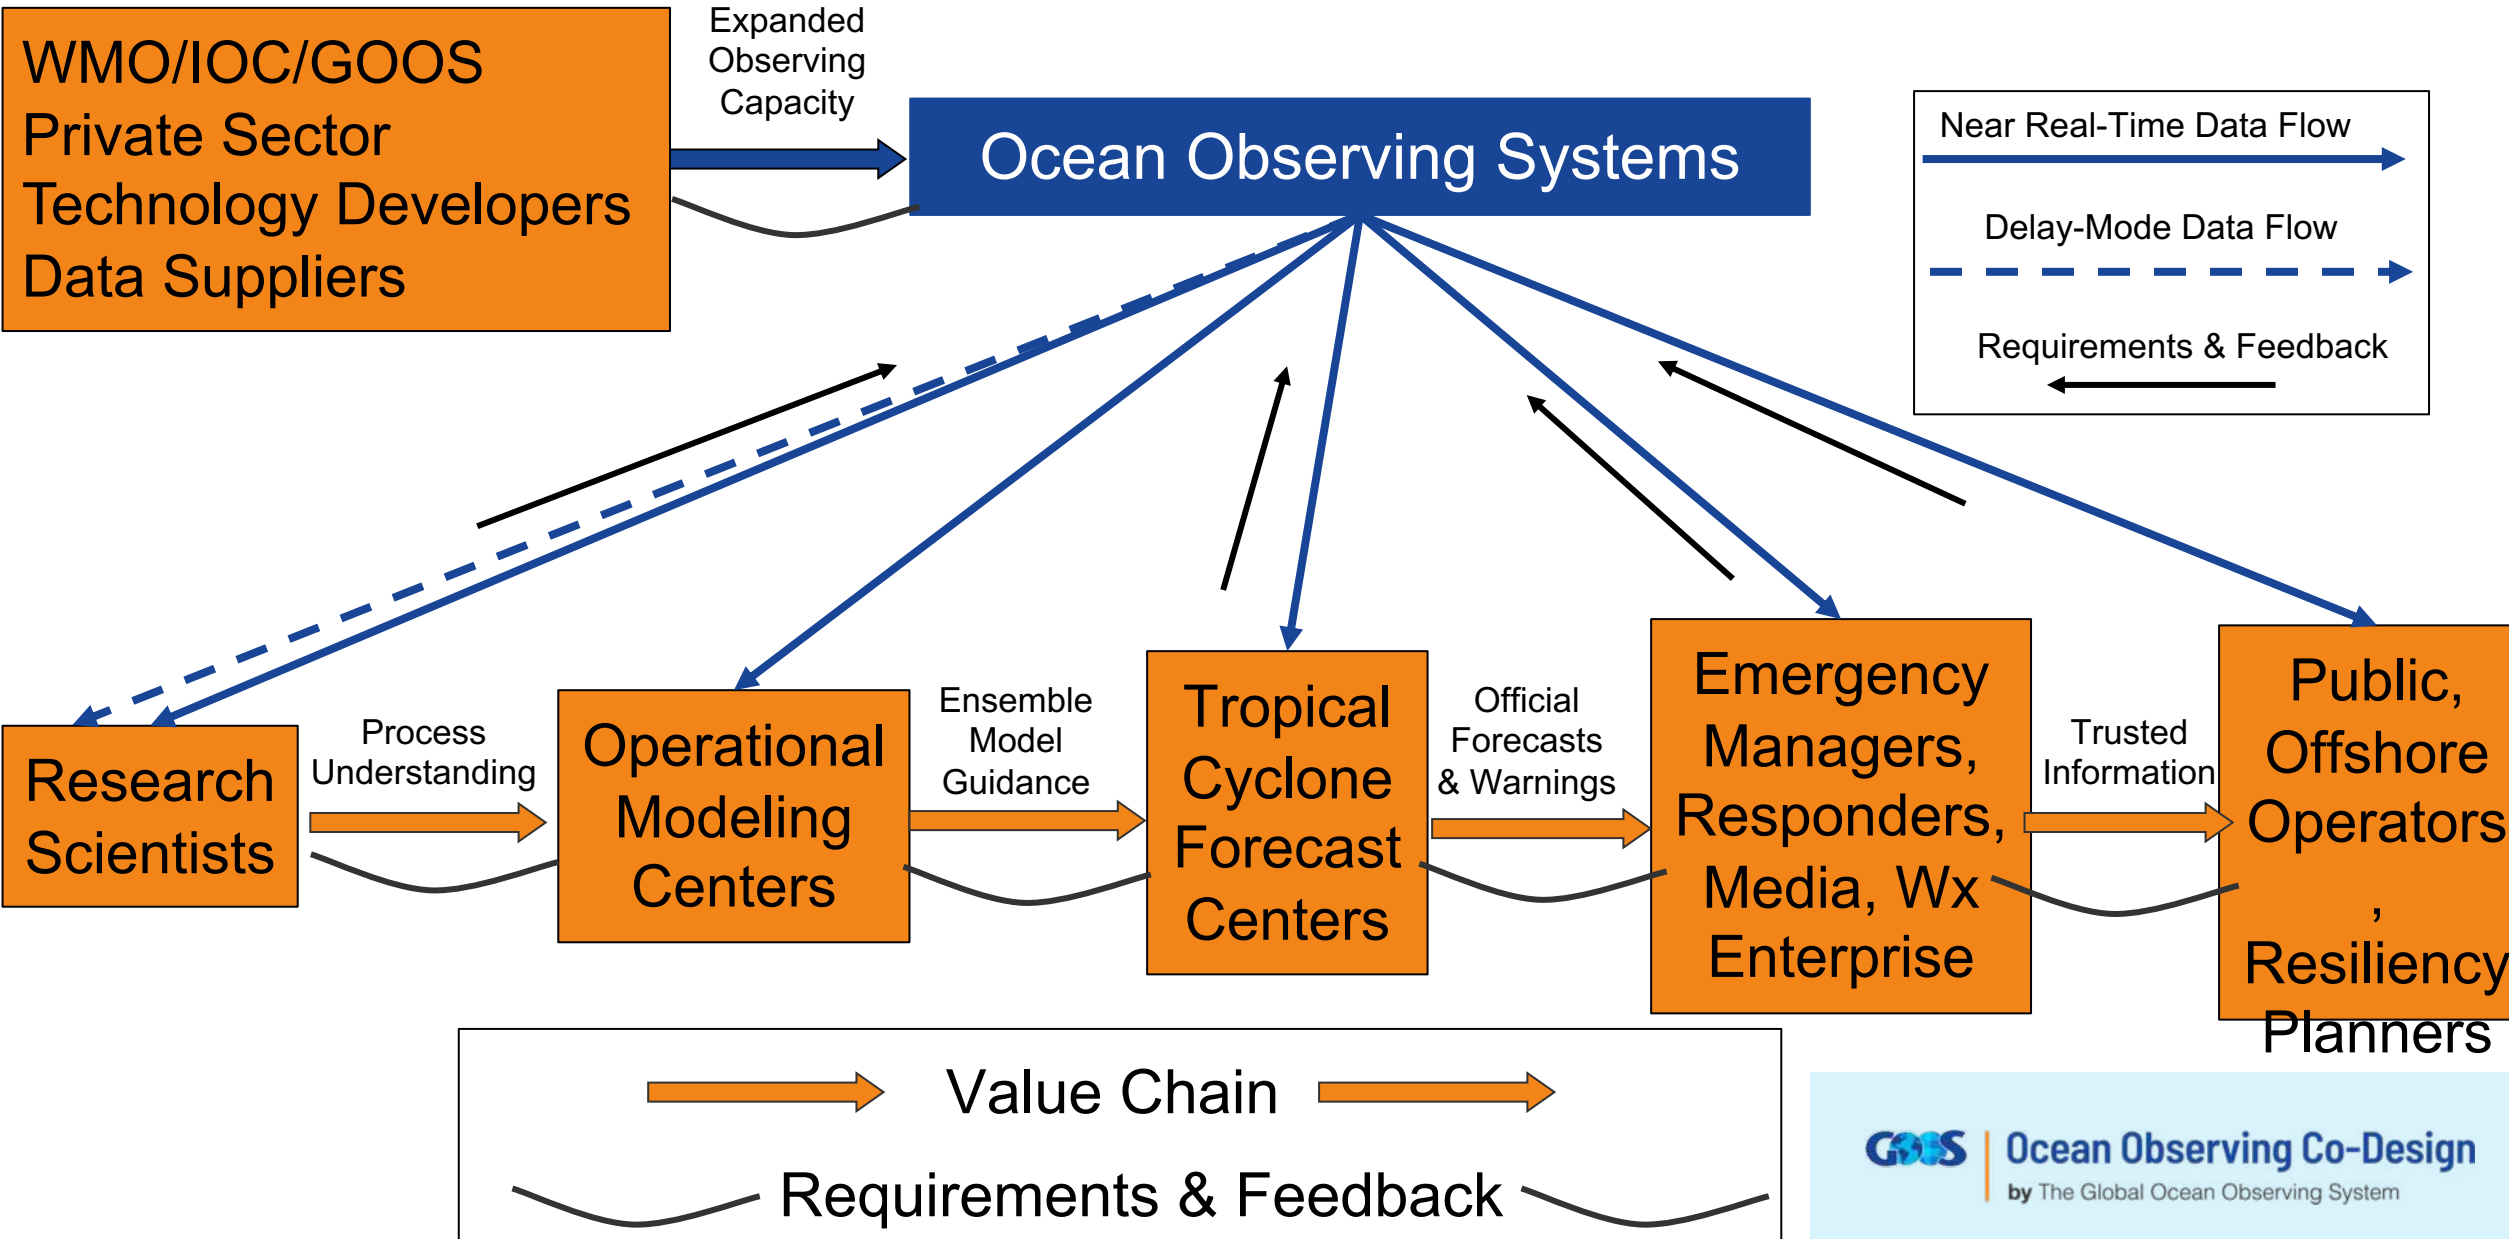 WMO/IOC/GOOS
Private Sector
Technology Developers
Data Suppliers
Expanded
Observing
Capacity
Ocean Observing Systems
Near Real-Time Data Flow
Delay-Mode Data Flow
Requirements & Feedback
Research
Scientists
Process
Understanding
Operational
Modeling
Centers
Ensemble
Model
Guidance
Tropical
Cyclone
Forecast
Centers
Official
Forecasts
& Warnings
Emergency
Managers,
Responders,
Media, Wx
Enterprise
Trusted
Information
Public,
Offshore
Operators
,
Resiliency
Planners
Value Chain
Requirements & Feedback
GOOS
Ocean Observing Co-Design
by The Global Ocean Observing System